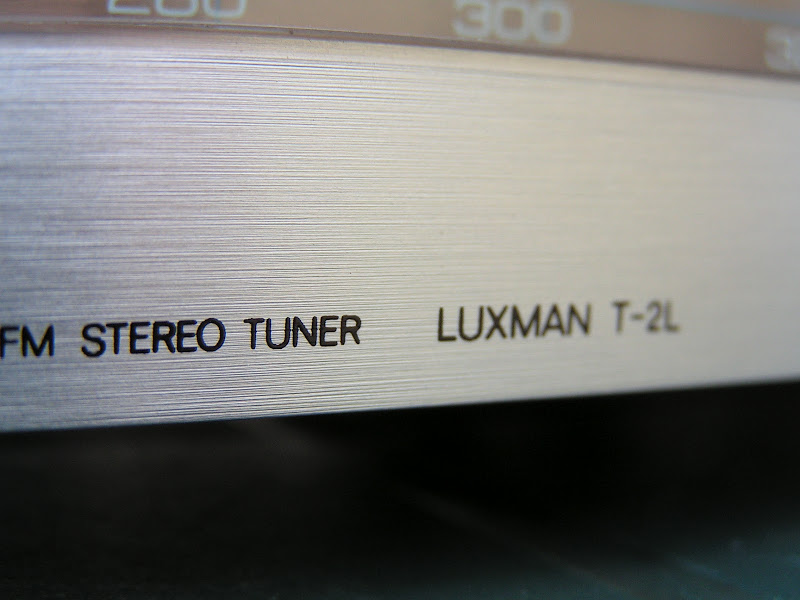 300
FM STEREO TUNER LUXMAN T-2L